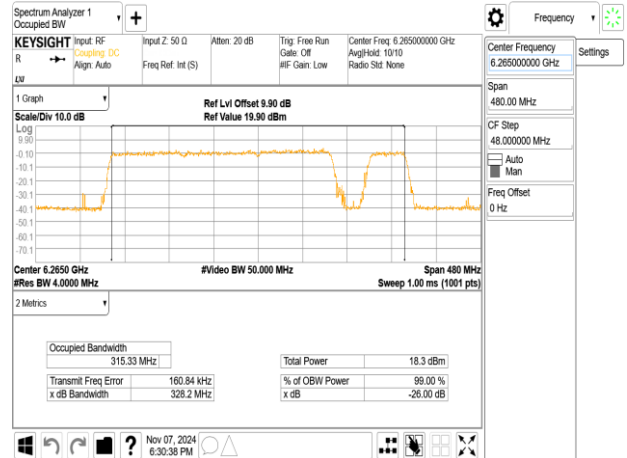 Spectrum Analyzer 1
Occupied BW
Frequency
KEYSIGHT
R
Input: RF
Coupling: DC
Align: Auto
Input Z: 50 Ω
Freq Ref: Int (S)
Atten: 20 dB
Trig: Free Run
Gate: Off
#IF Gain: Low
Center Freq: 6.265000000 GHz
Avg|Hold: 10/10
Radio Std: None
Center Frequency
6.265000000 GHz
Settings
Span
480.00 MHz
CF Step
48.000000 MHz
Auto
Man
Freq Offset
0 Hz
1 Graph
Scale/Div 10.0 dB
Ref Lvl Offset 9.90 dB
Ref Value 19.90 dBm
Log
9.90
-0.10
-10.1
-20.1
-30.1
-40.1
-50.1
-60.1
-70.1
Center 6.2650 GHz
#Res BW 4.0000 MHz
#Video BW 50.000 MHz
Span 480 MHz
Sweep 1.00 ms (1001 pts)
2 Metrics
Occupied Bandwidth
315.33 MHz
Transmit Freq Error 160.84 kHz
x dB Bandwidth 328.2 MHz
Total Power 18.3 dBm
% of OBW Power 99.00 %
x dB -26.00 dB
?
Nov 07, 2024
6:30:38 PM